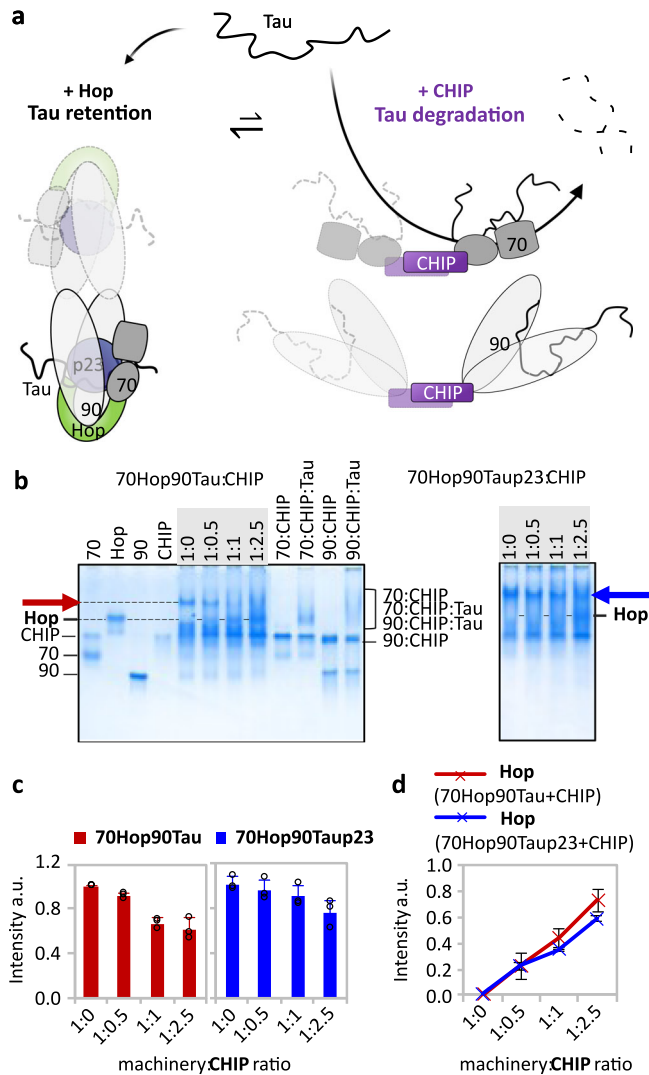 a
Tau
+ Hop
Tau retention
+ CHIP
Tau degradation
70
CHIP
90
CHIP
p23
Tau
70
90
Hop
b
70Hop90Tau:CHIP
70Hop90Taup23:CHIP
70
Hop
90
CHIP
1:0
1:0.5
1:1
1:2.5
70:CHIP
70:CHIP:Tau
90:CHIP
90:CHIP:Tau
1:0
1:0.5
1:1
1:2.5
Hop
CHIP
70
90
70:CHIP
70:CHIP:Tau
90:CHIP:Tau
90:CHIP
Hop
c
70Hop90Tau
70Hop90Taup23
Intensity a.u.
1.2
0.8
0.4
0.0
1:0
1:0.5
1:1
1:2.5
1:0
1:0.5
1:1
1:2.5
machinery:CHIP ratio
d
Hop
(70Hop90Tau+CHIP)
Hop
(70Hop90Taup23+CHIP)
Intensity a.u.
1.0
0.8
0.6
0.4
0.2
0.0
1:0
1:0.5
1:1
1:2.5
machinery:CHIP ratio